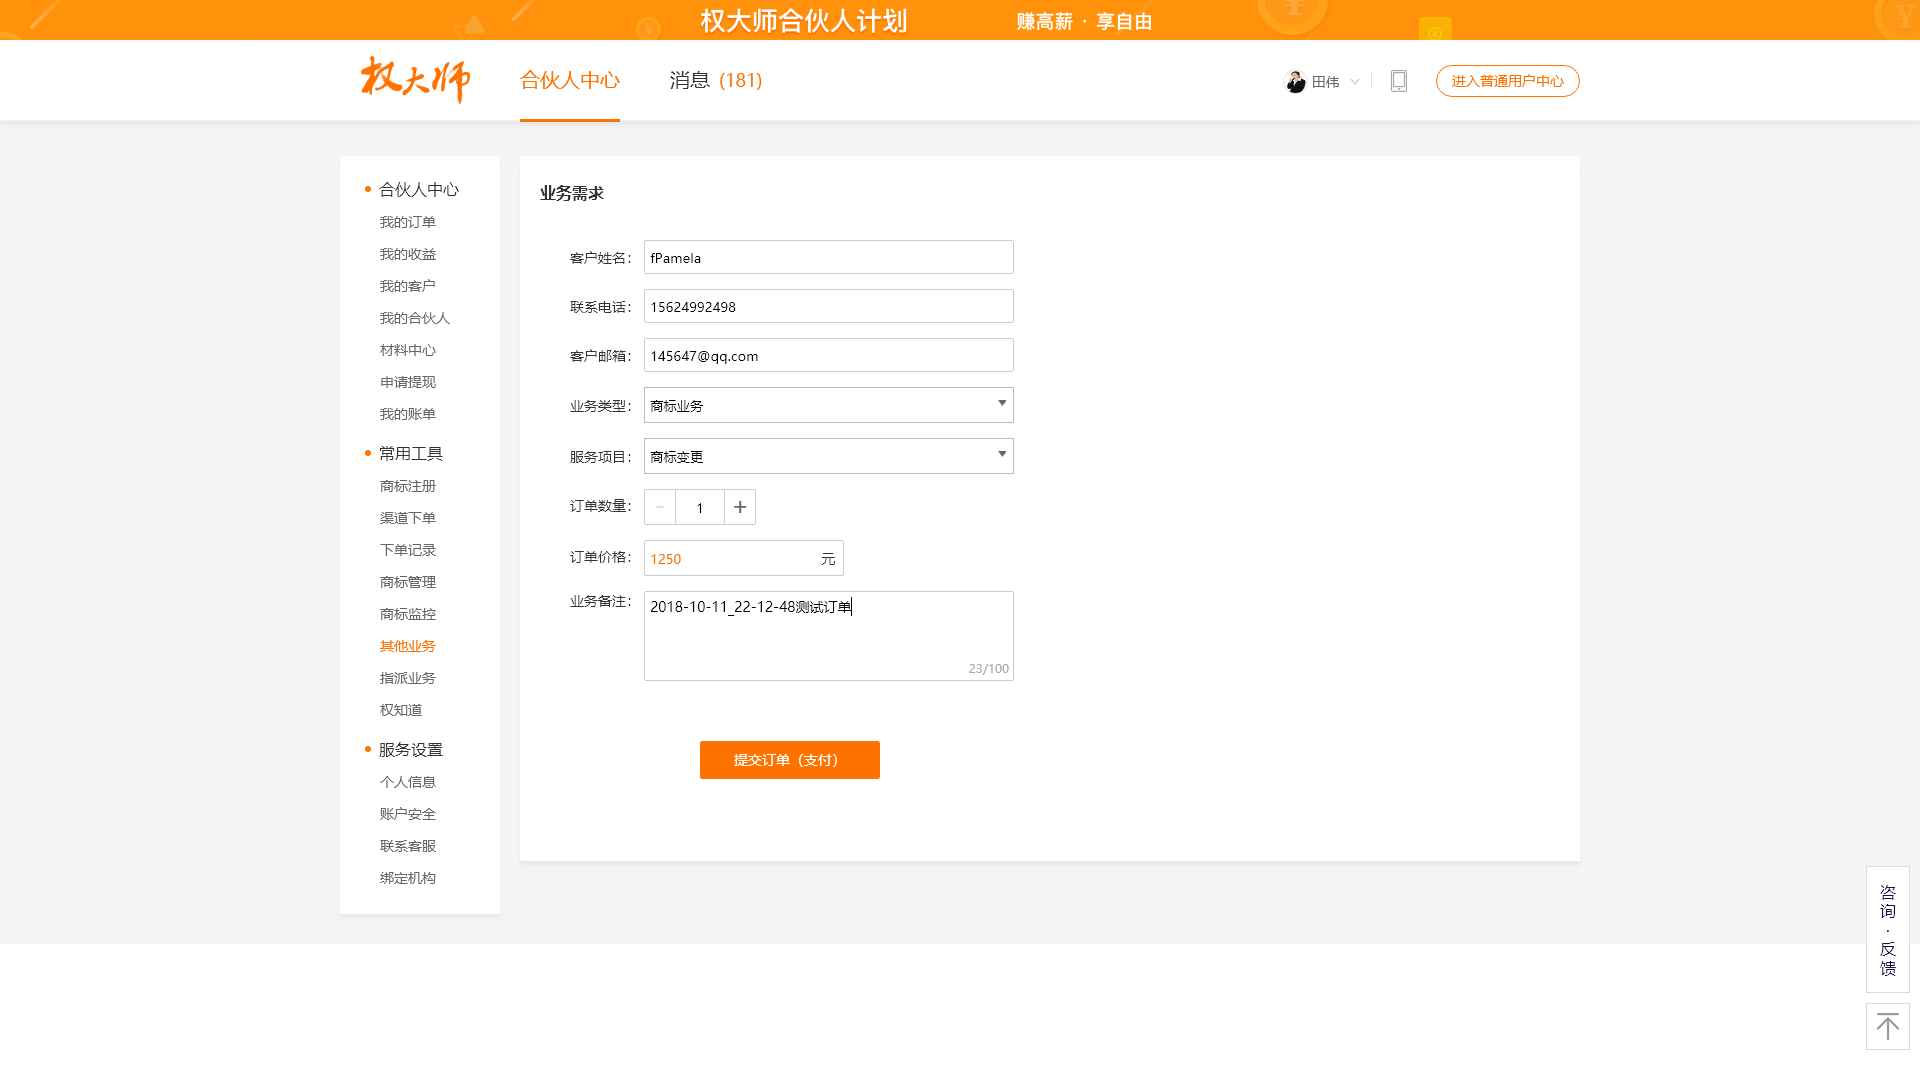 权大师合伙人计划 赚高薪 · 享自由
权大师
合伙人中心
消息 (181)
田伟
进入普通用户中心
合伙人中心
我的订单
我的收益
我的客户
我的合伙人
材料中心
申请提现
我的账单
常用工具
商标注册
渠道下单
下单记录
商标管理
商标监控
其他业务
指派业务
权知道
服务设置
个人信息
账户安全
联系客服
绑定机构
业务需求
客户姓名： fPamela
联系电话： 15624992498
客户邮箱： 145647@qq.com
业务类型： 商标业务
服务项目： 商标变更
订单数量： － 1 +
订单价格： 1250 元
业务备注： 2018-10-11_22-12-48测试订单
23/100
提交订单（支付）
咨询·反馈